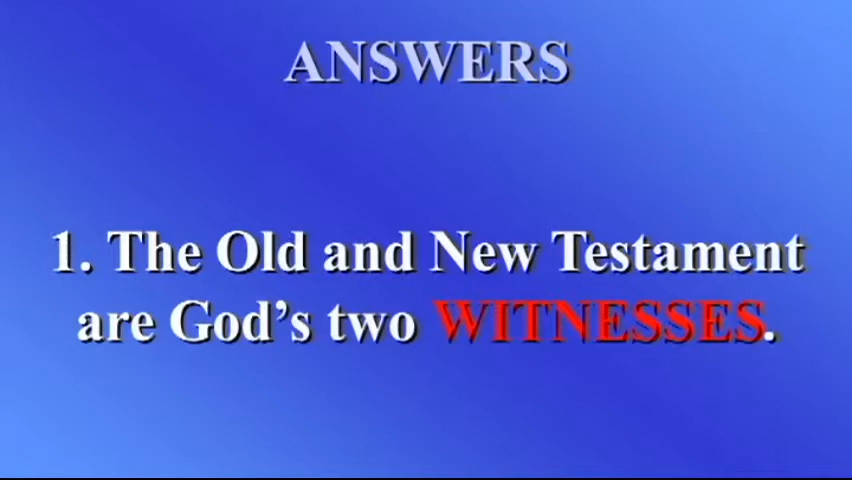 ANSWERS
1. The Old and New Testament
are God’s two WITNESSES.